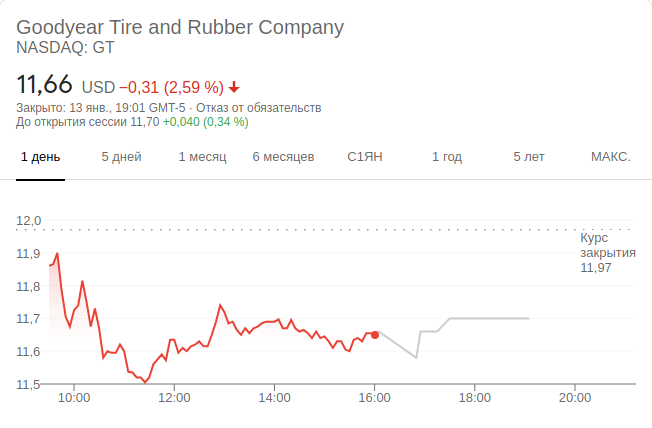 Goodyear Tire and Rubber Company
NASDAQ: GT
11,66 USD −0,31 (2,59 %)
Закрыто: 13 янв., 19:01 GMT-5 · Отказ от обязательств
До открытия сессии 11,70 +0,040 (0,34 %)
1 день 5 дней 1 месяц 6 месяцев С1ЯН 1 год 5 лет МАКС.
12,0
Курс
закрытия
11,97
11,9
11,8
11,7
11,6
11,5
10:00 12:00 14:00 16:00 18:00 20:00